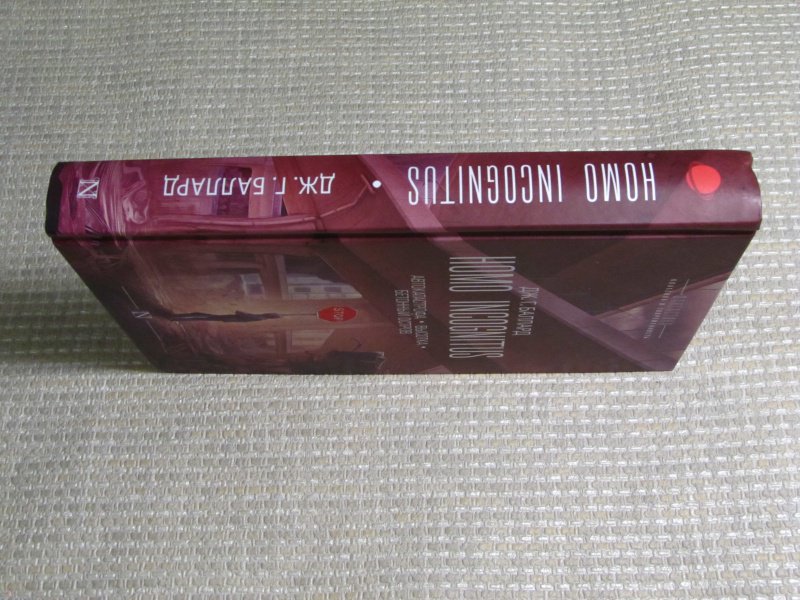 ДЖ. Г. БАЛЛАРД • HOMO INCOGNITUS
N
ДЖ. Г. БАЛЛАРД
HOMO INCOGNITUS
АВТОКАТАСТРОФА • ВЫСОТКА •
БЕТОННЫЙ ОСТРОВ
STOP
N